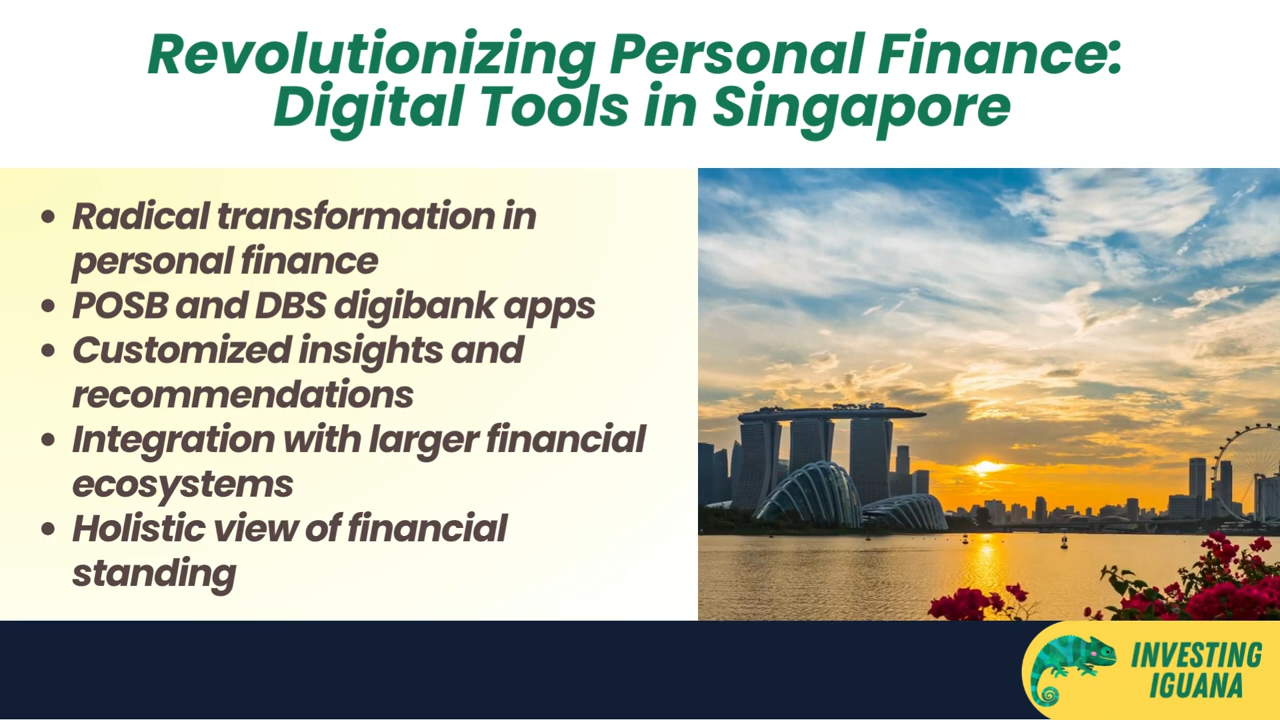 Revolutionizing Personal Finance:
Digital Tools in Singapore
• Radical transformation in
personal finance
• POSB and DBS digibank apps
• Customized insights and
recommendations
• Integration with larger financial
ecosystems
• Holistic view of financial
standing
INVESTING
IGUANA